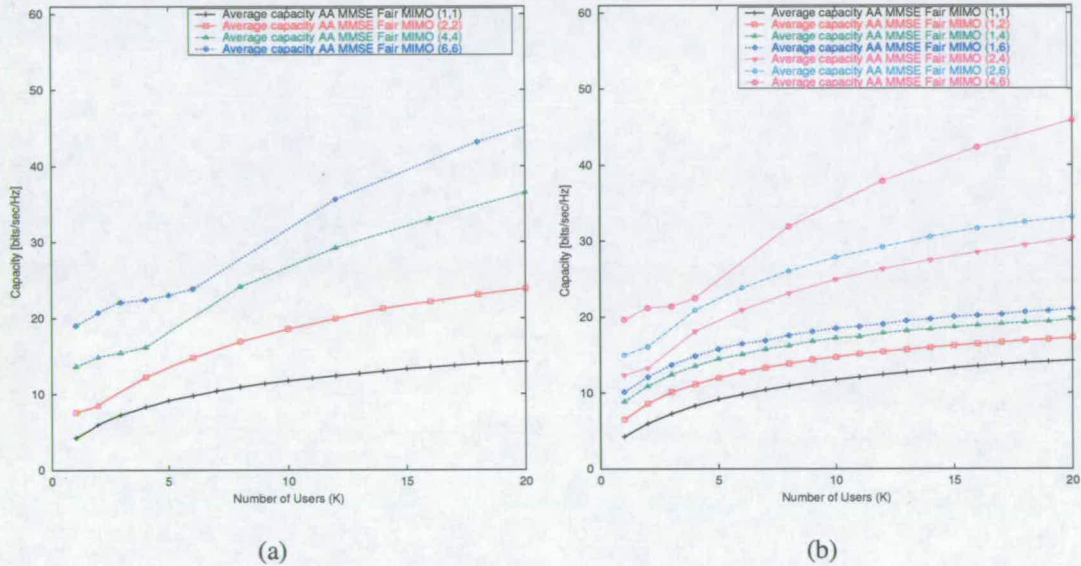 Average capacity AA MMSE Fair MIMO (1,1)
Average capacity AA MMSE Fair MIMO (2,2)
Average capacity AA MMSE Fair MIMO (4,4)
Average capacity AA MMSE Fair MIMO (6,6)
60
50
40
30
20
10
0
Capacity [bits/sec/Hz]
0
5
10
15
20
Number of Users (K)
(a)
Average capacity AA MMSE Fair MIMO (1,1)
Average capacity AA MMSE Fair MIMO (1,2)
Average capacity AA MMSE Fair MIMO (1,4)
Average capacity AA MMSE Fair MIMO (1,6)
Average capacity AA MMSE Fair MIMO (2,4)
Average capacity AA MMSE Fair MIMO (2,6)
Average capacity AA MMSE Fair MIMO (4,6)
60
50
40
30
20
10
0
Capacity [bits/sec/Hz]
0
5
10
15
20
Number of Users (K)
(b)